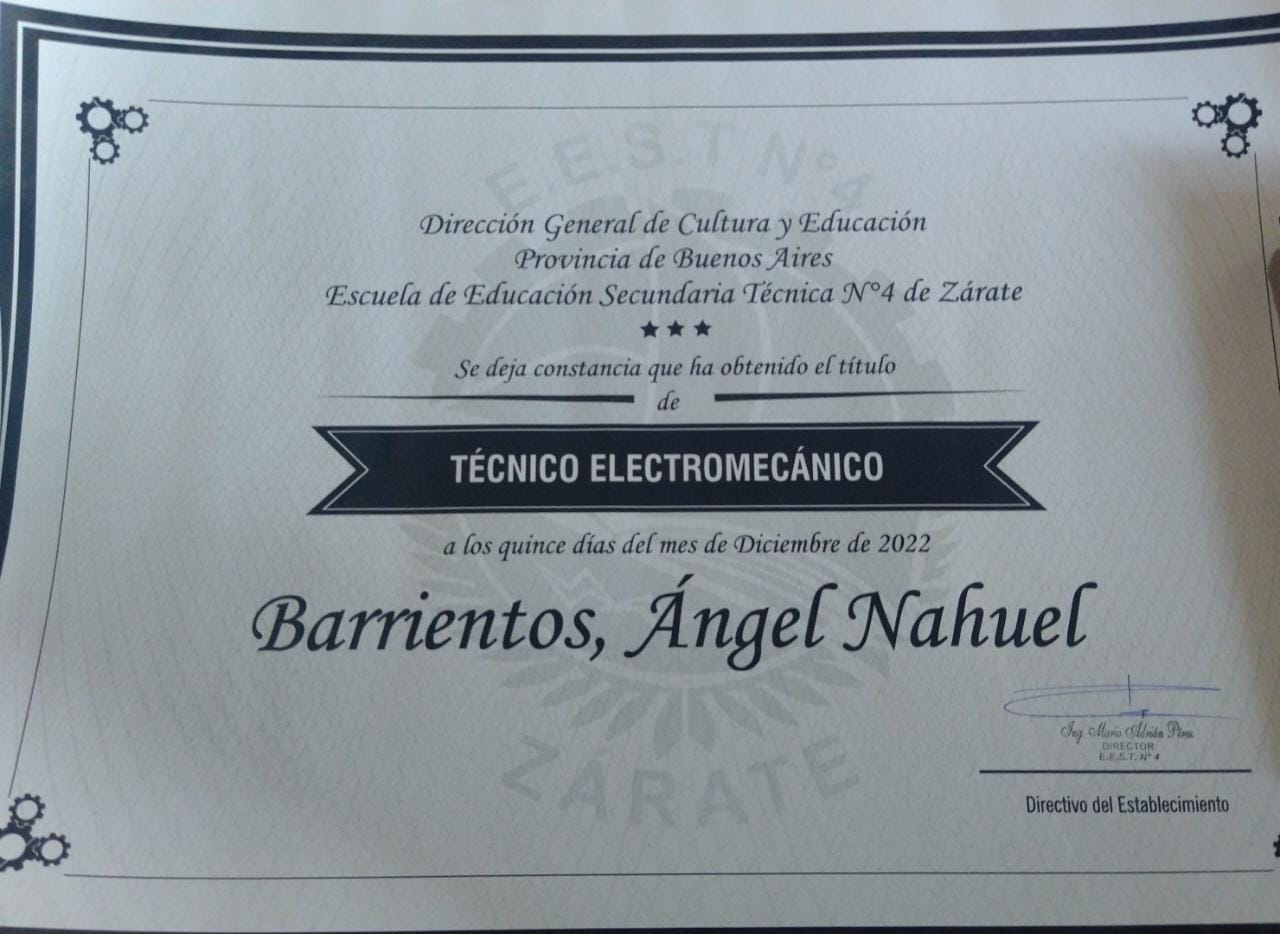 E.E.S.T Nº 4
Dirección General de Cultura y Educación
Provincia de Buenos Aires
Escuela de Educación Secundaria Técnica N°4 de Zárate
Se deja constancia que ha obtenido el título
de
TÉCNICO ELECTROMECÁNICO
a los quince días del mes de Diciembre de 2022
Barrientos, Ángel Nahuel
Ing. Mario Adrián Pérez
DIRECTOR
E.E.S.T. N° 4
Directivo del Establecimiento
ZÁRATE